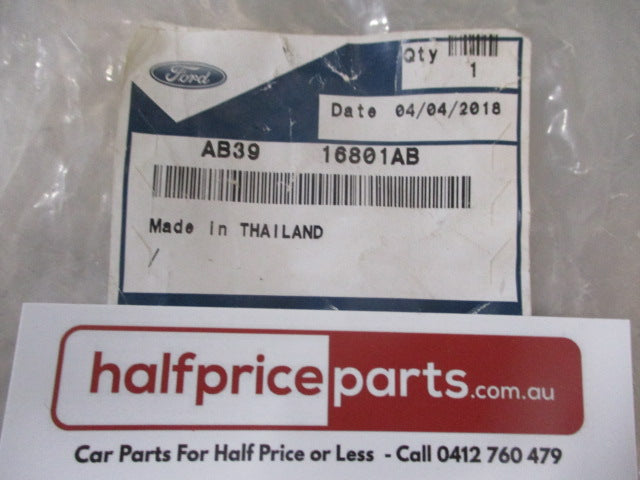 Ford
Qty
1
Date 04/04/2018
AB39 16801AB
Made in THAILAND
/
halfpriceparts.com.au
Car Parts For Half Price or Less - Call 0412 760 479